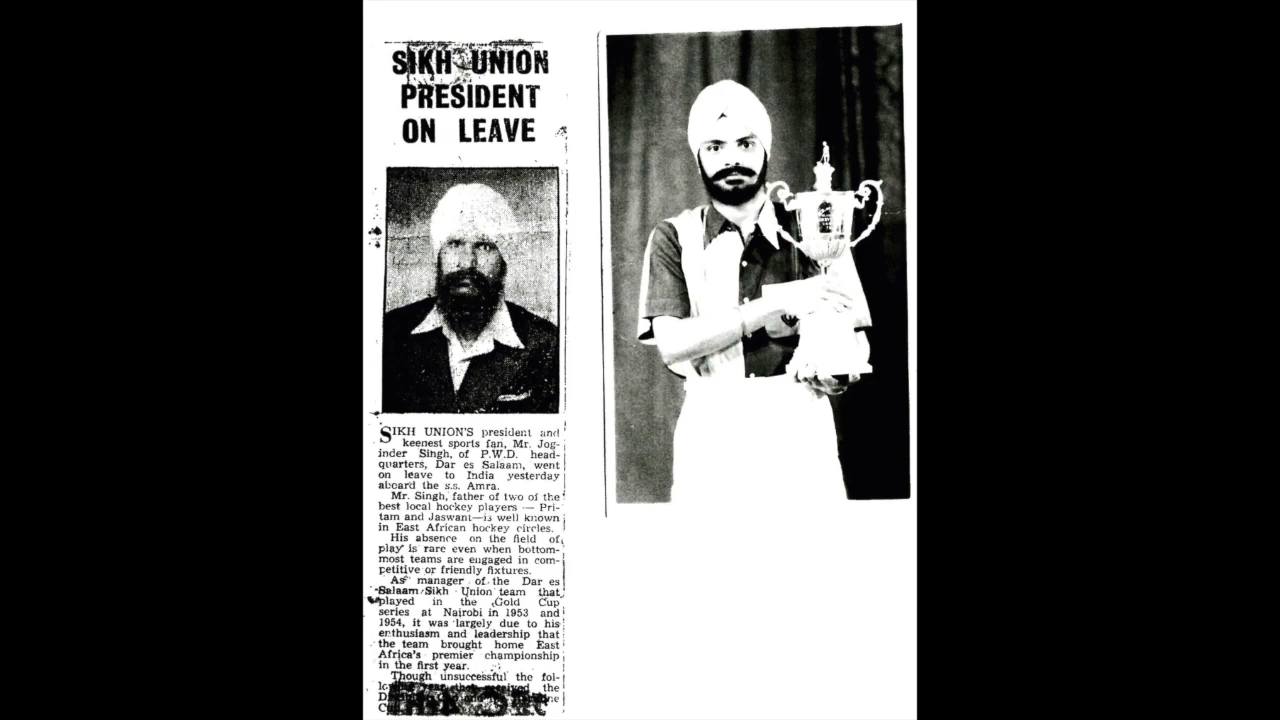 SIKH UNION
PRESIDENT
ON LEAVE
SIKH UNION'S president and
keenest sports fan, Mr. Jog-
inder Singh, of P.W.D. head-
quarters, Dar es Salaam, went
on leave to India yesterday
aboard the s.s. Amra.
Mr. Singh, father of two of the
best local hockey players — Pri-
tam and Jaswant—is well known
in East African hockey circles.
His absence on the field of
play is rare even when bottom-
most teams are engaged in com-
petitive or friendly fixtures.
As manager of the Dar es
Salaam Sikh Union team that
played in the Gold Cup
series at Nairobi in 1953 and
1954, it was largely due to his
enthusiasm and leadership that
the team brought home East
Africa's premier championship
in the first year.
Though unsuccessful the fol-
the